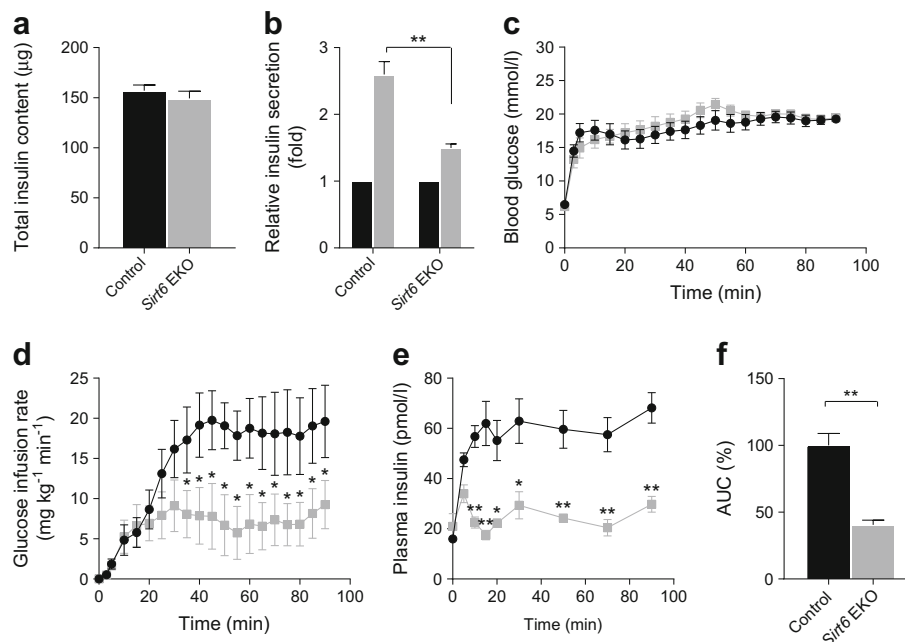 a
Total insulin content (µg)
200
150
100
50
0
Control
Sirt6 EKO
b
Relative insulin secretion
(fold)
3
2
1
0
**
Control
Sirt6 EKO
c
Blood glucose (mmol/l)
30
25
20
15
10
5
0
0 20 40 60 80 100
Time (min)
d
Glucose infusion rate
(mg kg⁻¹ min⁻¹)
25
20
15
10
5
0
* * * * * * * * * * * *
0 20 40 60 80 100
Time (min)
e
Plasma insulin (pmol/l)
80
60
40
20
0
** ** * * ** ** **
0 20 40 60 80 100
Time (min)
f
AUC (%)
150
100
50
0
**
Control
Sirt6 EKO